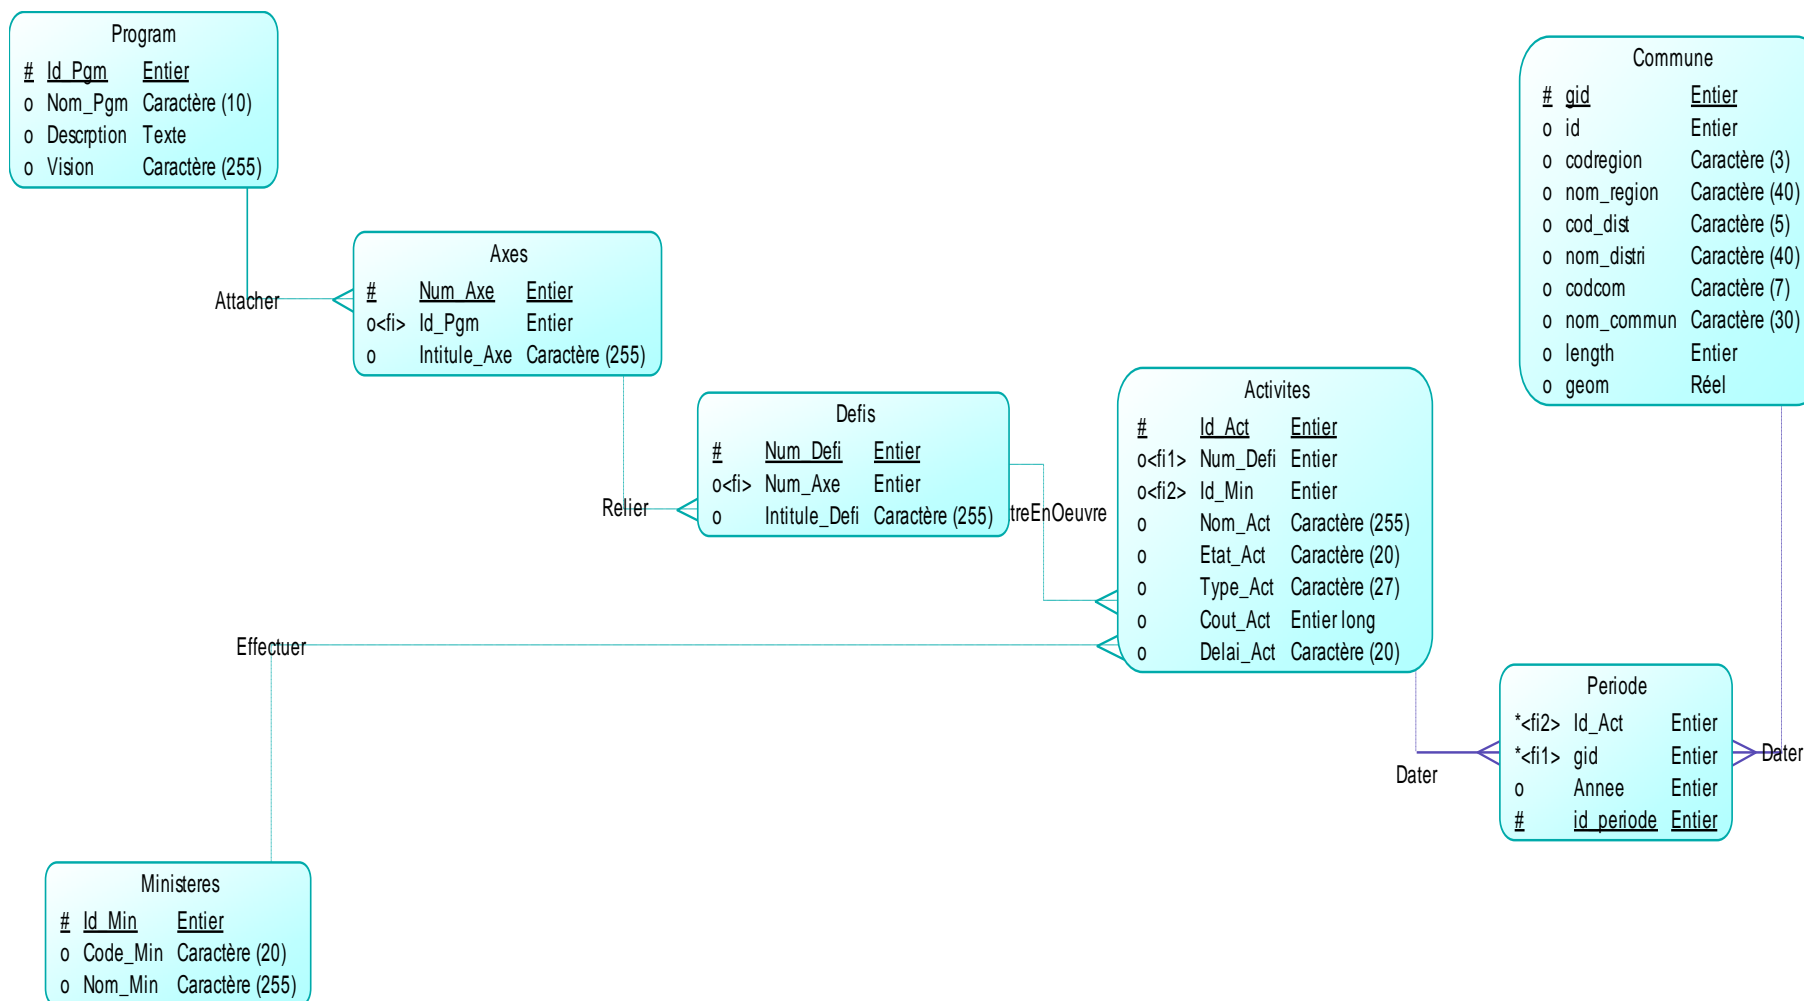 Program
# Id_Pgm Entier
o Nom_Pgm Caractère (10)
o Descrption Texte
o Vision Caractère (255)
Attacher
Axes
# Num_Axe Entier
o<fi> Id_Pgm Entier
o Intitule_Axe Caractère (255)
Relier
Defis
# Num_Defi Entier
o<fi> Num_Axe Entier
o Intitule_Defi Caractère (255)
treEnOeuvre
Activites
# Id_Act Entier
o<fi1> Num_Defi Entier
o<fi2> Id_Min Entier
o Nom_Act Caractère (255)
o Etat_Act Caractère (20)
o Type_Act Caractère (27)
o Cout_Act Entier long
o Delai_Act Caractère (20)
Commune
# gid Entier
o id Entier
o codregion Caractère (3)
o nom_region Caractère (40)
o cod_dist Caractère (5)
o nom_distri Caractère (40)
o codcom Caractère (7)
o nom_commun Caractère (30)
o length Entier
o geom Réel
Effectuer
Dater
Periode
*<fi2> Id_Act Entier
*<fi1> gid Entier
o Annee Entier
# id_periode Entier
Dater
Ministeres
# Id_Min Entier
o Code_Min Caractère (20)
o Nom_Min Caractère (255)